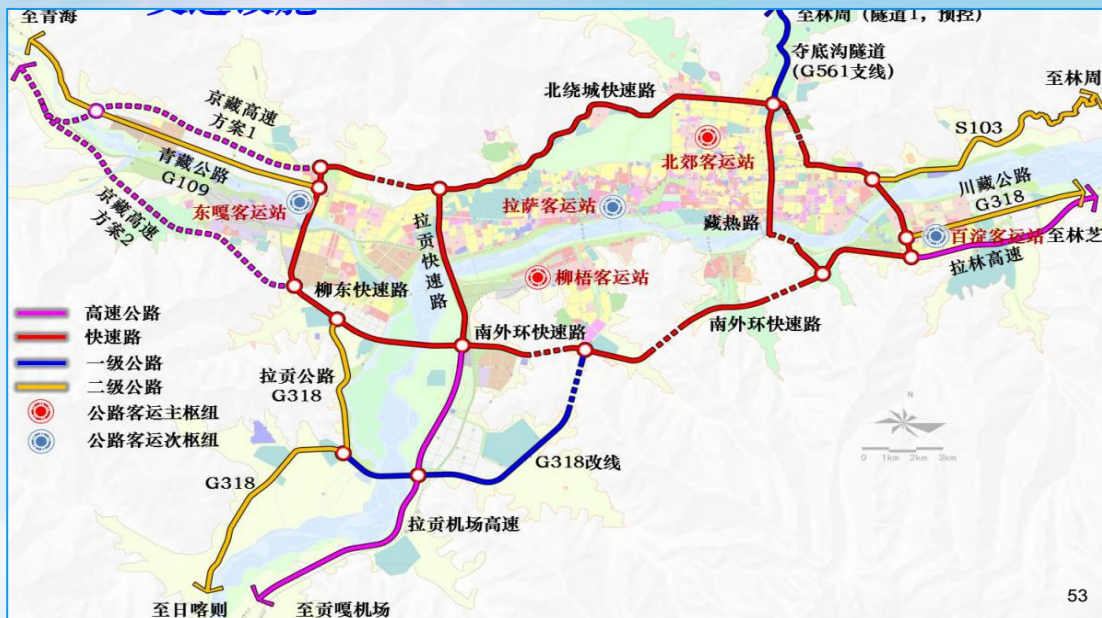 至青海
至林周（隧道1，预控）
夺底沟隧道
(G561支线)
至林周
北绕城快速路
京藏高速
方案1
S103
北郊客运站
青藏公路
G109
川藏公路
G318
东嘎客运站
拉萨客运站
藏热路
百淀客运站
至林芝
京藏高速
方案2
拉贡快速路
拉林高速
柳梧客运站
柳东快速路
高速公路
快速路
一级公路
二级公路
公路客运主枢纽
公路客运次枢纽
南外环快速路
南外环快速路
拉贡公路
G318
N
0 1km 2km 3km
G318
G318改线
拉贡机场高速
至日喀则
至贡嘎机场
53